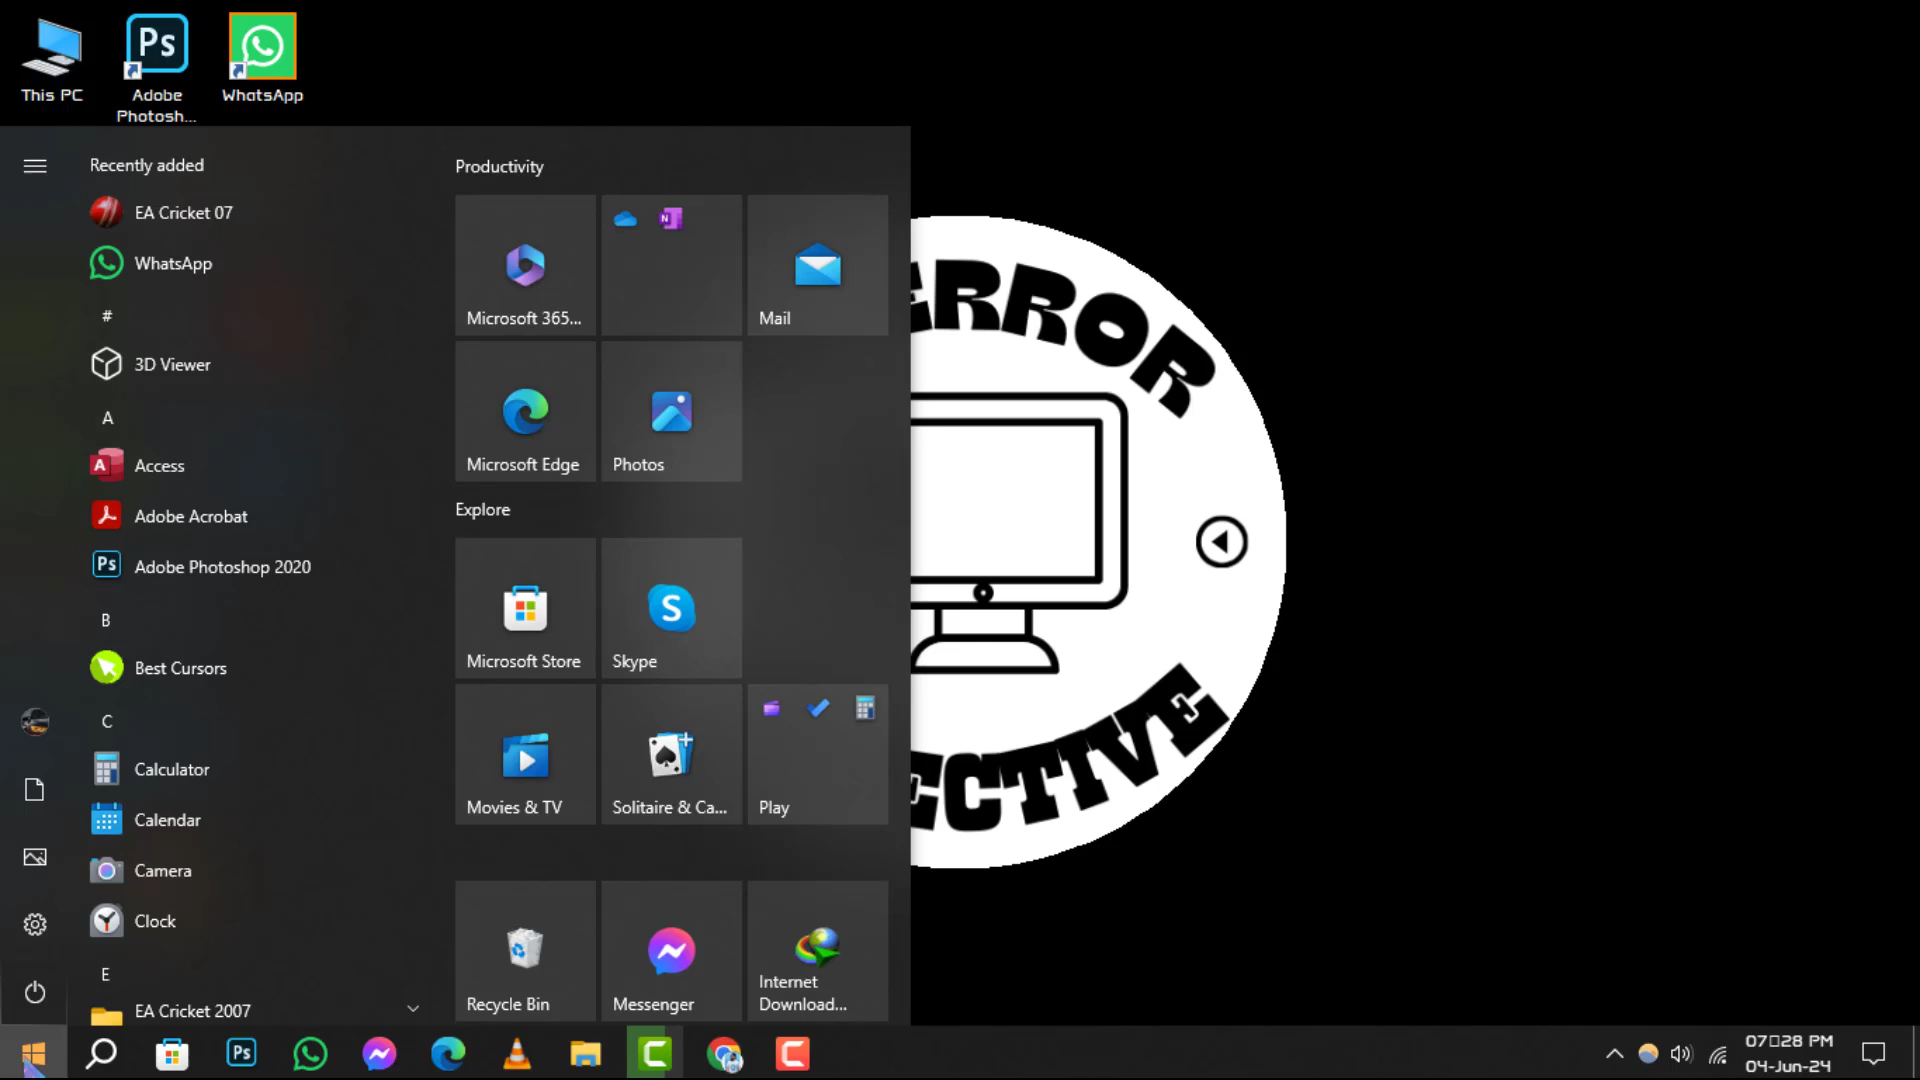 This PC
Adobe
Photosh...
WhatsApp
Recently added
EA Cricket 07
WhatsApp
#
3D Viewer
A
Access
Adobe Acrobat
Adobe Photoshop 2020
B
Best Cursors
C
Calculator
Calendar
Camera
Clock
E
EA Cricket 2007
Productivity
Microsoft 365...
Mail
Microsoft Edge
Photos
Explore
Microsoft Store
Skype
Movies & TV
Solitaire & Ca...
Play
Recycle Bin
Messenger
Internet
Download...
ERROR
ECTIVE
07□28 PM
04-Jun-24